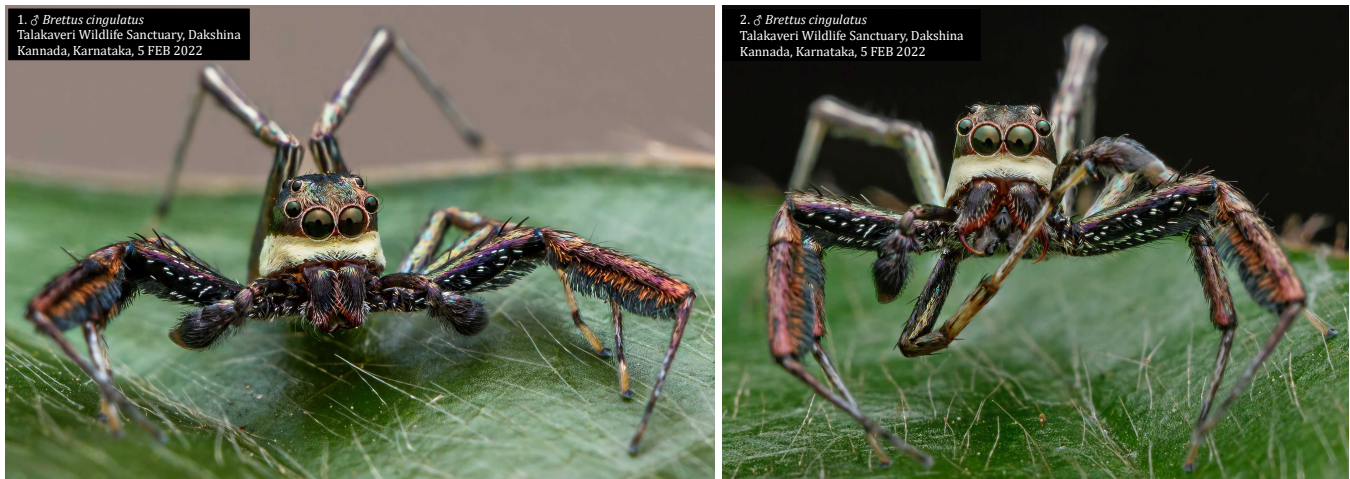 1. ♂ Brettus cingulatus
Talakaveri Wildlife Sanctuary, Dakshina
Kannada, Karnataka, 5 FEB 2022
2. ♂ Brettus cingulatus
Talakaveri Wildlife Sanctuary, Dakshina
Kannada, Karnataka, 5 FEB 2022